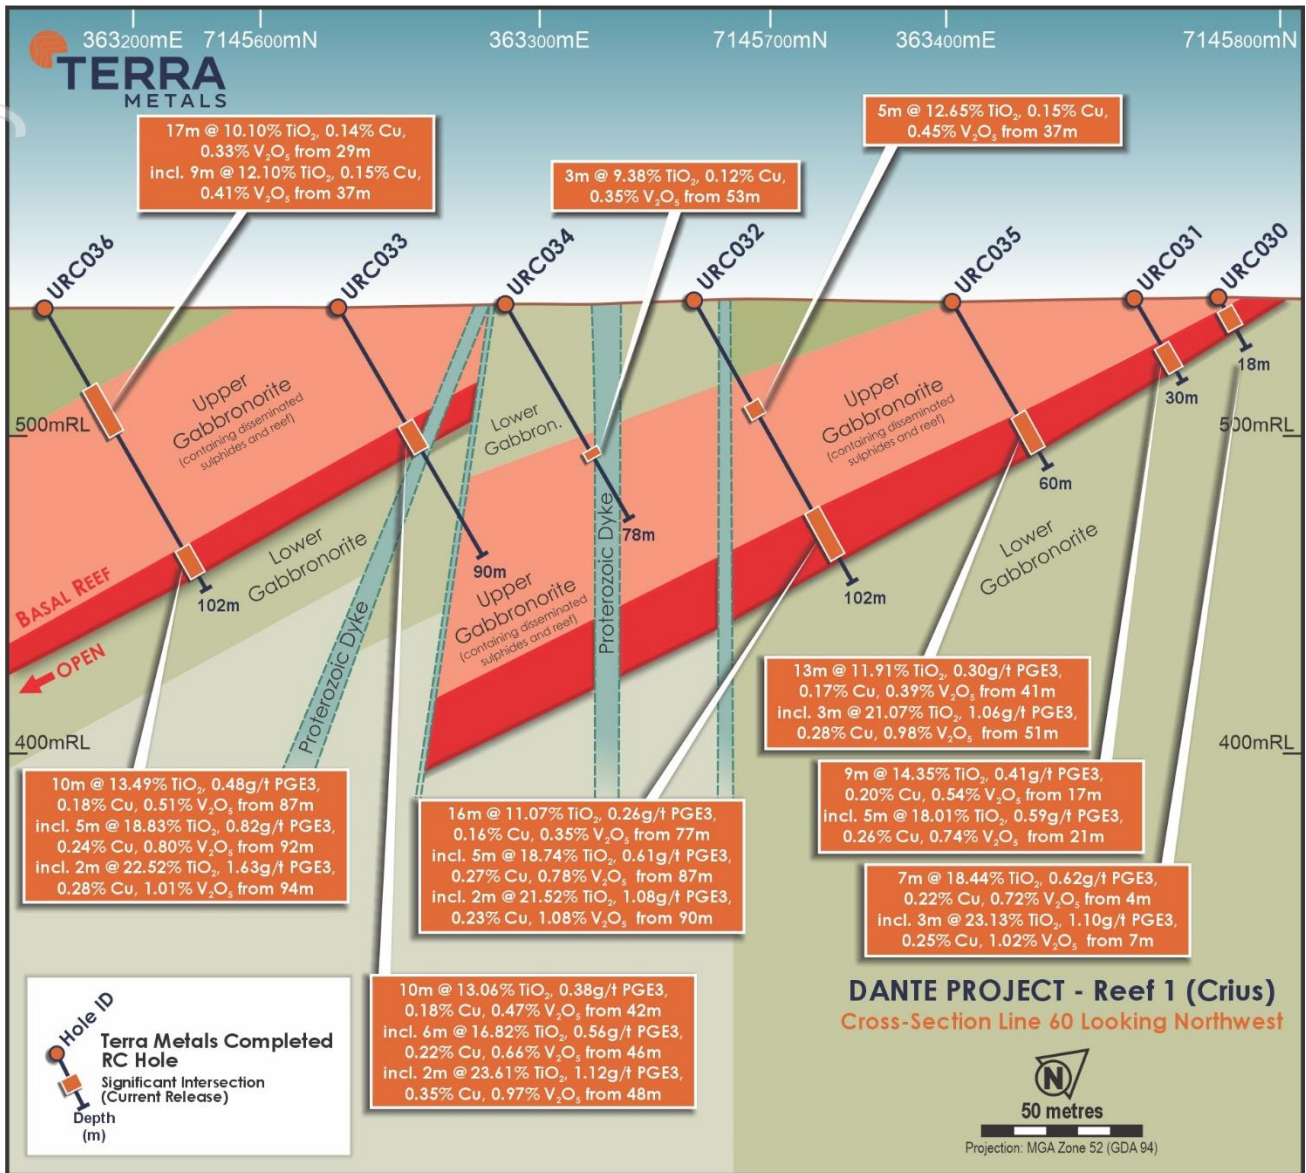 363200mE 7145600mN 363300mE 7145700mN 363400mE 7145800mN
TERRA
METALS
17m @ 10.10% TiO₂, 0.14% Cu,
0.33% V₂O₅ from 29m
incl. 9m @ 12.10% TiO₂, 0.15% Cu,
0.41% V₂O₅ from 37m
3m @ 9.38% TiO₂, 0.12% Cu,
0.35% V₂O₅ from 53m
5m @ 12.65% TiO₂, 0.15% Cu,
0.45% V₂O₅ from 37m
URC036
URC033
URC034
URC032
URC035
URC031
URC030
500mRL
500mRL
Upper
Gabbronorite
(containing disseminated
sulphides and reef)
Lower
Gabbron.
Upper
Gabbronorite
(containing disseminated
sulphides and reef)
18m
30m
60m
78m
90m
102m
102m
Lower
Gabbronorite
Proterozoic Dyke
Upper
Gabbronorite
(containing disseminated
sulphides and reef)
Proterozoic Dyke
Lower
Gabbronorite
BASAL REEF
OPEN
400mRL
400mRL
10m @ 13.49% TiO₂, 0.48g/t PGE3,
0.18% Cu, 0.51% V₂O₅ from 87m
incl. 5m @ 18.83% TiO₂, 0.82g/t PGE3,
0.24% Cu, 0.80% V₂O₅ from 92m
incl. 2m @ 22.52% TiO₂, 1.63g/t PGE3,
0.28% Cu, 1.01% V₂O₅ from 94m
16m @ 11.07% TiO₂, 0.26g/t PGE3,
0.16% Cu, 0.35% V₂O₅ from 77m
incl. 5m @ 18.74% TiO₂, 0.61g/t PGE3,
0.27% Cu, 0.78% V₂O₅ from 87m
incl. 2m @ 21.52% TiO₂, 1.08g/t PGE3,
0.23% Cu, 1.08% V₂O₅ from 90m
13m @ 11.91% TiO₂, 0.30g/t PGE3,
0.17% Cu, 0.39% V₂O₅ from 41m
incl. 3m @ 21.07% TiO₂, 1.06g/t PGE3,
0.28% Cu, 0.98% V₂O₅ from 51m
9m @ 14.35% TiO₂, 0.41g/t PGE3,
0.20% Cu, 0.54% V₂O₅ from 17m
incl. 5m @ 18.01% TiO₂, 0.59g/t PGE3,
0.26% Cu, 0.74% V₂O₅ from 21m
7m @ 18.44% TiO₂, 0.62g/t PGE3,
0.22% Cu, 0.72% V₂O₅ from 4m
incl. 3m @ 23.13% TiO₂, 1.10g/t PGE3,
0.25% Cu, 1.02% V₂O₅ from 7m
10m @ 13.06% TiO₂, 0.38g/t PGE3,
0.18% Cu, 0.47% V₂O₅ from 42m
incl. 6m @ 16.82% TiO₂, 0.56g/t PGE3,
0.22% Cu, 0.66% V₂O₅ from 46m
incl. 2m @ 23.61% TiO₂, 1.12g/t PGE3,
0.35% Cu, 0.97% V₂O₅ from 48m
Hole ID
Terra Metals Completed
RC Hole
Significant Intersection
(Current Release)
Depth
(m)
DANTE PROJECT - Reef 1 (Crius)
Cross-Section Line 60 Looking Northwest
N
50 metres
Projection: MGA Zone 52 (GDA 94)